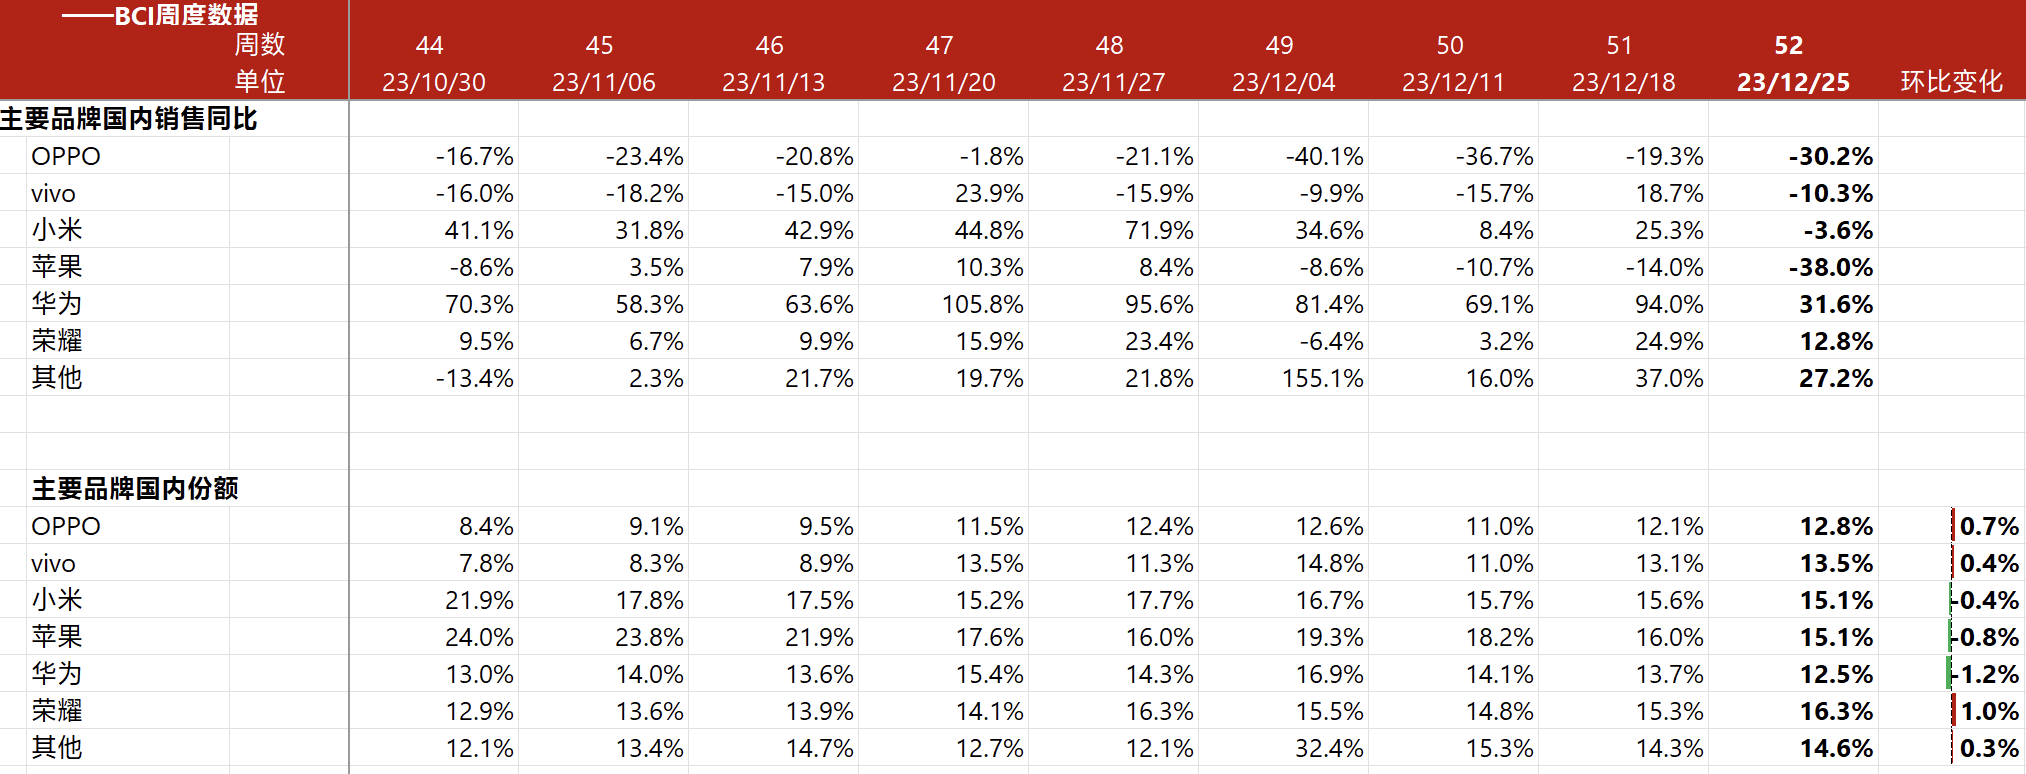 ——BCI周度数据
周数 44 45 46 47 48 49 50 51 52
单位 23/10/30 23/11/06 23/11/13 23/11/20 23/11/27 23/12/04 23/12/11 23/12/18 23/12/25 环比变化
主要品牌国内销售同比
OPPO -16.7% -23.4% -20.8% -1.8% -21.1% -40.1% -36.7% -19.3% -30.2%
vivo -16.0% -18.2% -15.0% 23.9% -15.9% -9.9% -15.7% 18.7% -10.3%
小米 41.1% 31.8% 42.9% 44.8% 71.9% 34.6% 8.4% 25.3% -3.6%
苹果 -8.6% 3.5% 7.9% 10.3% 8.4% -8.6% -10.7% -14.0% -38.0%
华为 70.3% 58.3% 63.6% 105.8% 95.6% 81.4% 69.1% 94.0% 31.6%
荣耀 9.5% 6.7% 9.9% 15.9% 23.4% -6.4% 3.2% 24.9% 12.8%
其他 -13.4% 2.3% 21.7% 19.7% 21.8% 155.1% 16.0% 37.0% 27.2%
主要品牌国内份额
OPPO 8.4% 9.1% 9.5% 11.5% 12.4% 12.6% 11.0% 12.1% 12.8% 0.7%
vivo 7.8% 8.3% 8.9% 13.5% 11.3% 14.8% 11.0% 13.1% 13.5% 0.4%
小米 21.9% 17.8% 17.5% 15.2% 17.7% 16.7% 15.7% 15.6% 15.1% -0.4%
苹果 24.0% 23.8% 21.9% 17.6% 16.0% 19.3% 18.2% 16.0% 15.1% -0.8%
华为 13.0% 14.0% 13.6% 15.4% 14.3% 16.9% 14.1% 13.7% 12.5% -1.2%
荣耀 12.9% 13.6% 13.9% 14.1% 16.3% 15.5% 14.8% 15.3% 16.3% 1.0%
其他 12.1% 13.4% 14.7% 12.7% 12.1% 32.4% 15.3% 14.3% 14.6% 0.3%